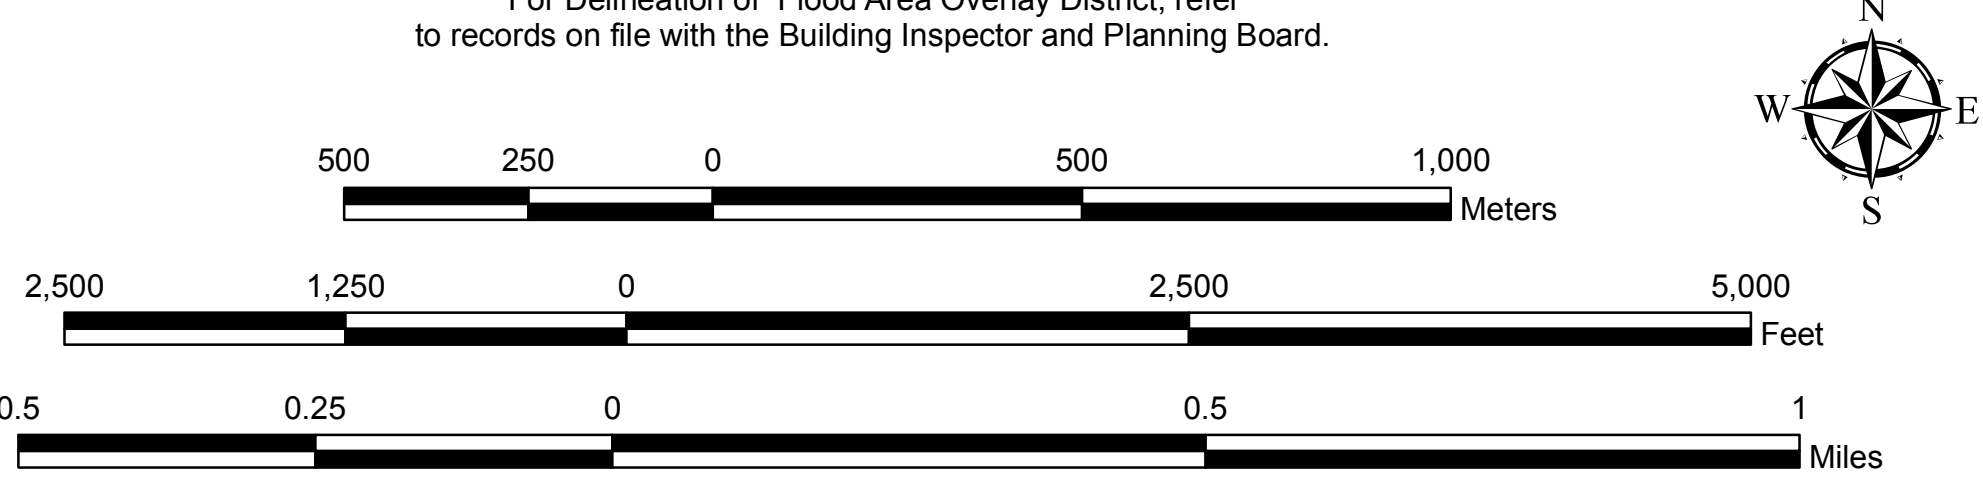 For Delineation of Flood Area Overlay District, refer
to records on file with the Building Inspector and Planning Board.
N
W E
S
500 250 0 500 1,000
Meters
2,500 1,250 0 2,500 5,000
Feet
0.5 0.25 0 0.5 1
Miles